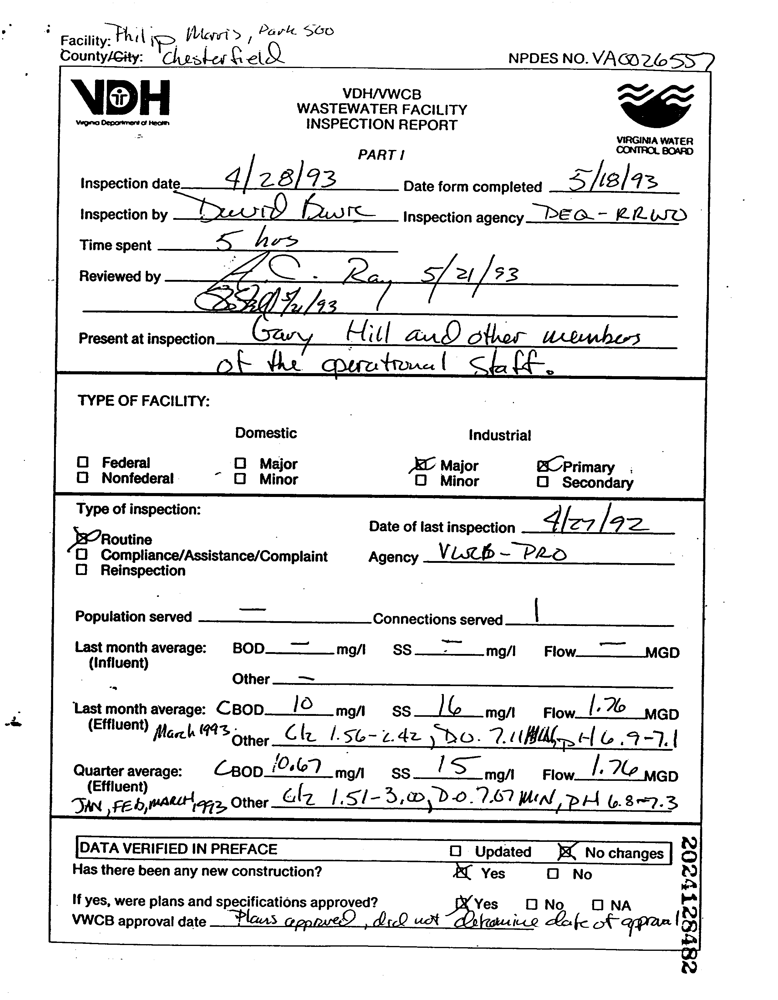 Facility: Philip Morris, Park 500
County/City: Chesterfield
NPDES NO. VA0026557
VDH
Virginia Department of Health
VDH/VWCB
WASTEWATER FACILITY
INSPECTION REPORT
VIRGINIA WATER
CONTROL BOARD
PART I
Inspection date 4/28/93 Date form completed 5/18/93
Inspection by David Inspection agency DEQ-RRWO
Time spent 5 hrs
Reviewed by A.C. Ray 5/21/93
5/21/93
Present at inspection Gary Hill and other members
of the operational Staff.
TYPE OF FACILITY:
Domestic Industrial
☐ Federal ☐ Major ☒ Major ☒ Primary
☐ Nonfederal ☐ Minor ☐ Minor ☐ Secondary
Type of inspection:
Date of last inspection 4/27/92
☒ Routine
☐ Compliance/Assistance/Complaint Agency VWCB-PRO
☐ Reinspection
Population served — Connections served 1
Last month average: BOD — mg/l SS — mg/l Flow — MGD
(Influent)
Other —
Last month average: CBOD 10 mg/l SS 16 mg/l Flow 1.76 MGD
(Effluent) March 1993 Other Cl2 1.56-2.42, DO. 7.11 MIN, pH 6.9-7.1
Quarter average: CBOD 10.67 mg/l SS 15 mg/l Flow 1.76 MGD
(Effluent)
JAN, FEB, MARCH 1993 Other Cl2 1.51-3.00, D.O. 7.07 MIN, PH 6.8-7.3
DATA VERIFIED IN PREFACE ☐ Updated ☒ No changes
Has there been any new construction? ☒ Yes ☐ No
If yes, were plans and specifications approved? ☒ Yes ☐ No ☐ NA
VWCB approval date Plans approved, did not determine date of approval
2024128482